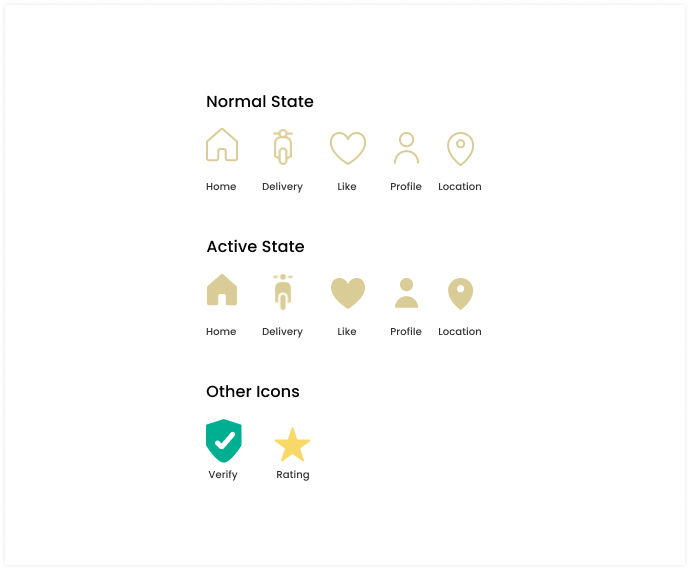 Normal State
Home Delivery Like Profile Location
Active State
Home Delivery Like Profile Location
Other Icons
Verify Rating